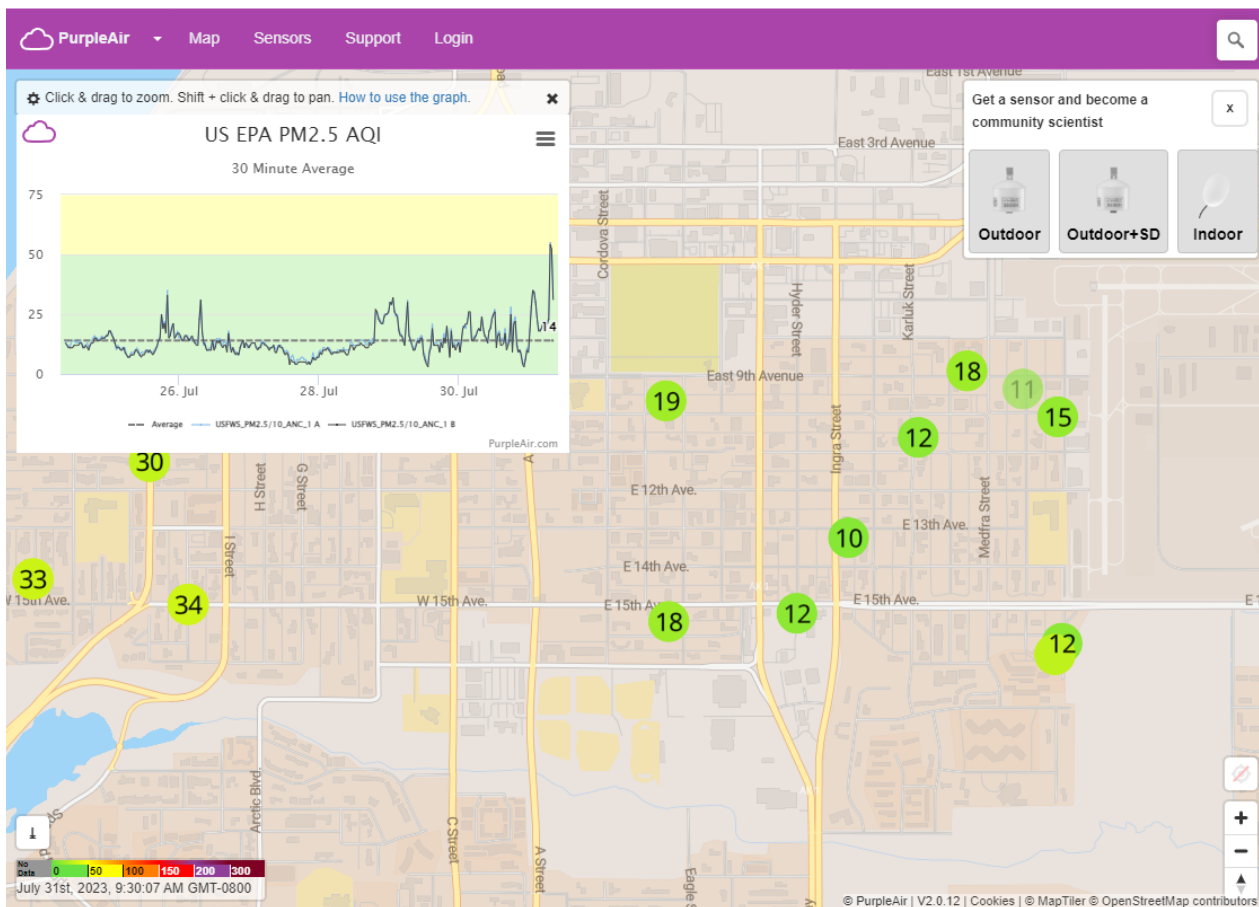 PurpleAir Map Sensors Support Login
Click & drag to zoom. Shift + click & drag to pan. How to use the graph.
US EPA PM2.5 AQI
30 Minute Average
75
50
25
0
14
26. Jul 28. Jul 30. Jul
Average USFWS_PM2.5/10_ANC_1 A USFWS_PM2.5/10_ANC_1 B
PurpleAir.com
Get a sensor and become a
community scientist
x
Outdoor Outdoor+SD Indoor
East 1st Avenue
East 3rd Avenue
Cordova Street
Hyder Street
Karluk Street
East 9th Avenue
18
11
19
15
12
Ingra Street
30
H Street
G Street
A
E 12th Ave.
Medfra Street
E 13th Ave.
10
I Street
E 14th Ave.
33
34
W 15th Ave.
W 15th Ave.
E 15th Av
E 15th Ave.
18
12
12
Arctic Blvd.
C Street
A Street
Eagle S
No
Data
0 50 100 150 200 300
July 31st, 2023, 9:30:07 AM GMT-0800
© PurpleAir | V2.0.12 | Cookies | © MapTiler © OpenStreetMap contributors